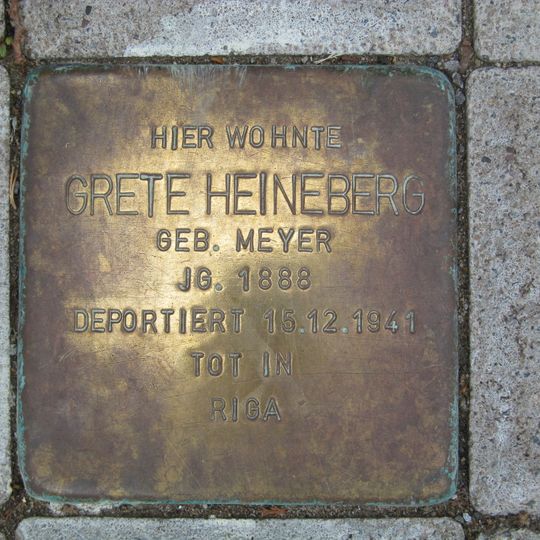 HIER WOHNTE
GRETE HEINEBERG
GEB. MEYER
JG. 1888
DEPORTIERT 15.12.1941
TOT IN
RIGA